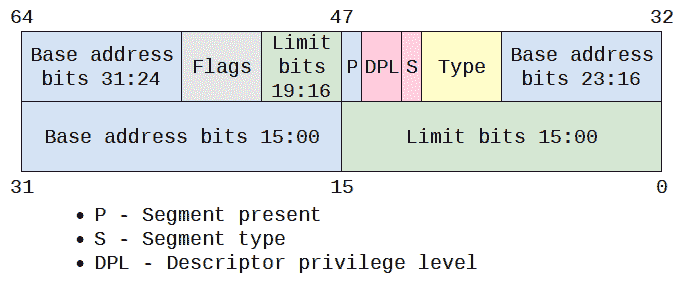 64 47 32
Base address bits 31:24 Flags Limit bits 19:16 P DPL S Type Base address bits 23:16
Base address bits 15:00 Limit bits 15:00
31 15 0
• P - Segment present
• S - Segment type
• DPL - Descriptor privilege level